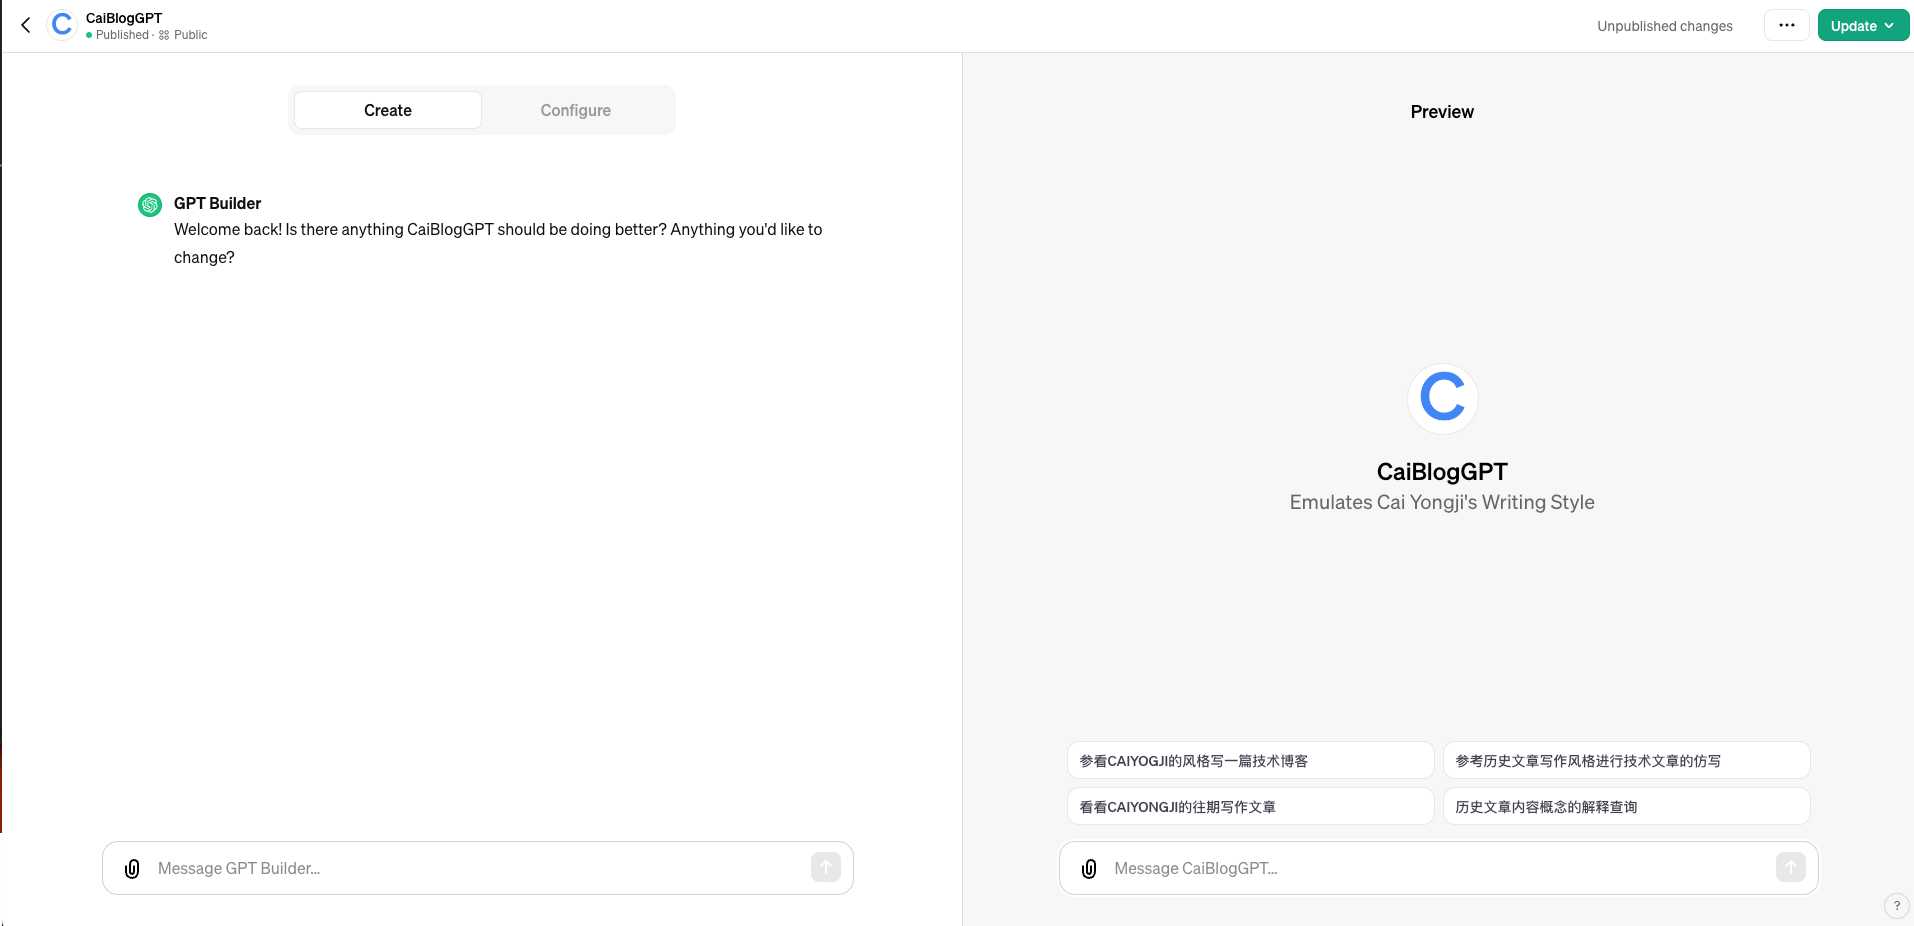 CaiBlogGPT
Published · Public
Unpublished changes
Update
Create
Configure
GPT Builder
Welcome back! Is there anything CaiBlogGPT should be doing better? Anything you'd like to
change?
Message GPT Builder...
Preview
CaiBlogGPT
Emulates Cai Yongji's Writing Style
参看CAIYOGJI的风格写一篇技术博客
参考历史文章写作风格进行技术文章的仿写
看看CAIYONGJI的往期写作文章
历史文章内容概念的解释查询
Message CaiBlogGPT...
?